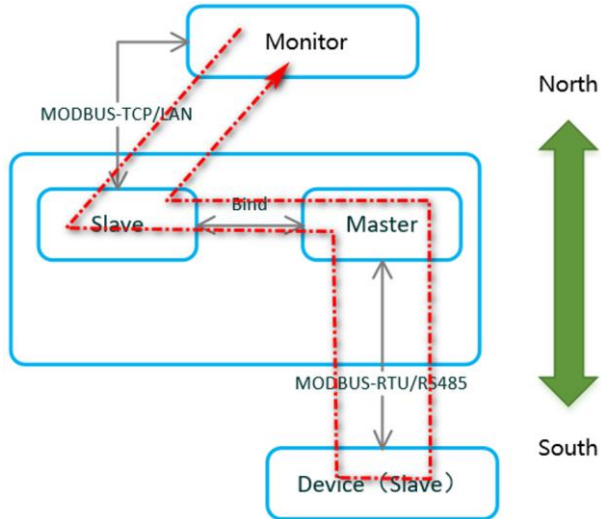 Monitor
North
MODBUS-TCP/LAN
Bind
Slave
Master
MODBUS-RTU/RS485
South
Device（Slave）